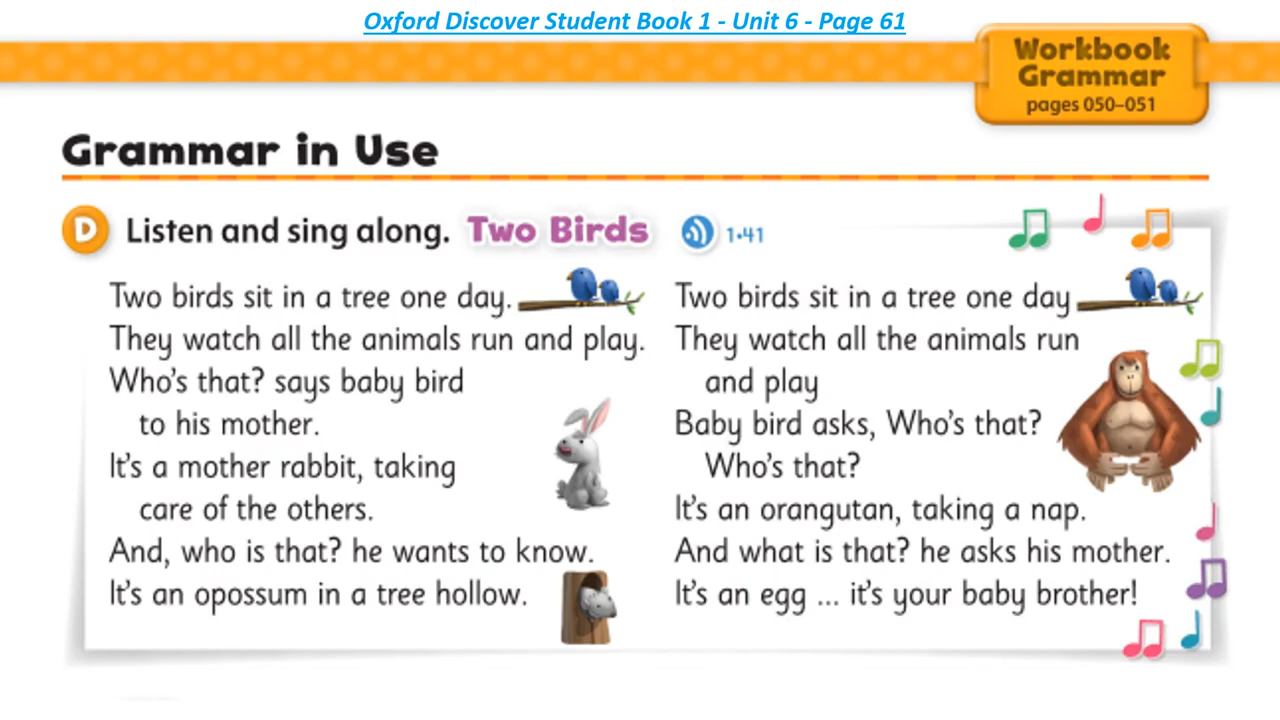 Oxford Discover Student Book 1 - Unit 6 - Page 61
Workbook
Grammar
pages 050–051
Grammar in Use
D Listen and sing along. Two Birds 1·41
Two birds sit in a tree one day.
They watch all the animals run and play.
Who's that? says baby bird
to his mother.
It's a mother rabbit, taking
care of the others.
And, who is that? he wants to know.
It's an opossum in a tree hollow.
Two birds sit in a tree one day
They watch all the animals run
and play
Baby bird asks, Who's that?
Who's that?
It's an orangutan, taking a nap.
And what is that? he asks his mother.
It's an egg ... it's your baby brother!